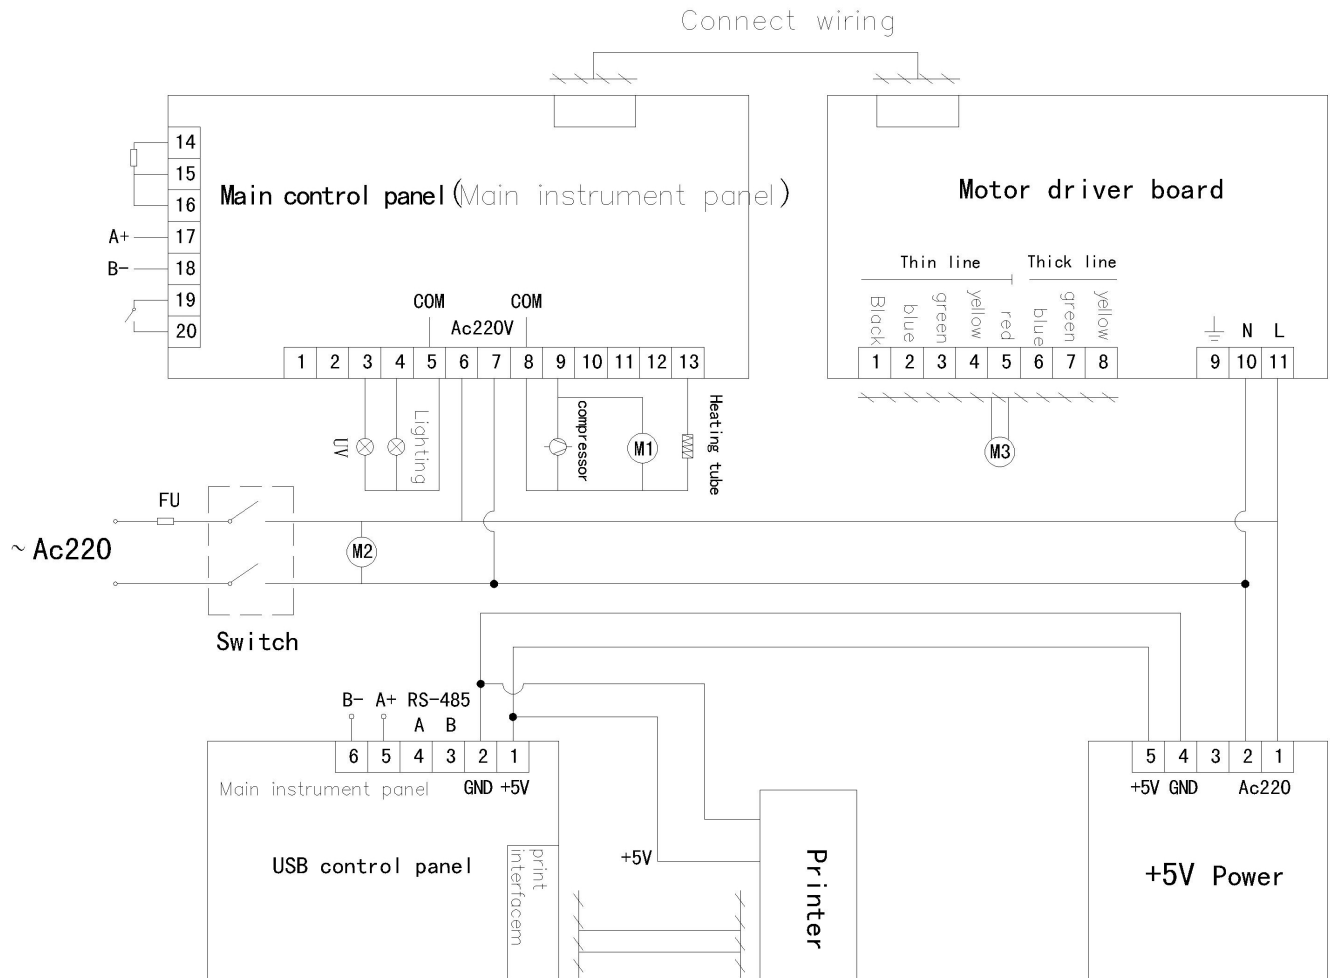 Connect wiring
14
15
16
17
18
19
20
A+
B-
Main control panel(Main instrument panel)
COM
COM
Ac220V
1 2 3 4 5 6 7 8 9 10 11 12 13
Motor driver board
Thin line
Thick line
Black
blue
green
yellow
red
blue
green
yellow
N L
1 2 3 4 5 6 7 8
9 10 11
UV
Lighting
compressor
M1
Heating tube
M3
FU
~ Ac220
M2
Switch
B- A+ RS-485
A B
6 5 4 3 2 1
Main instrument panel
GND +5V
USB control panel
print
interfacem
+5V
Printer
5 4 3 2 1
+5V GND
Ac220
+5V Power